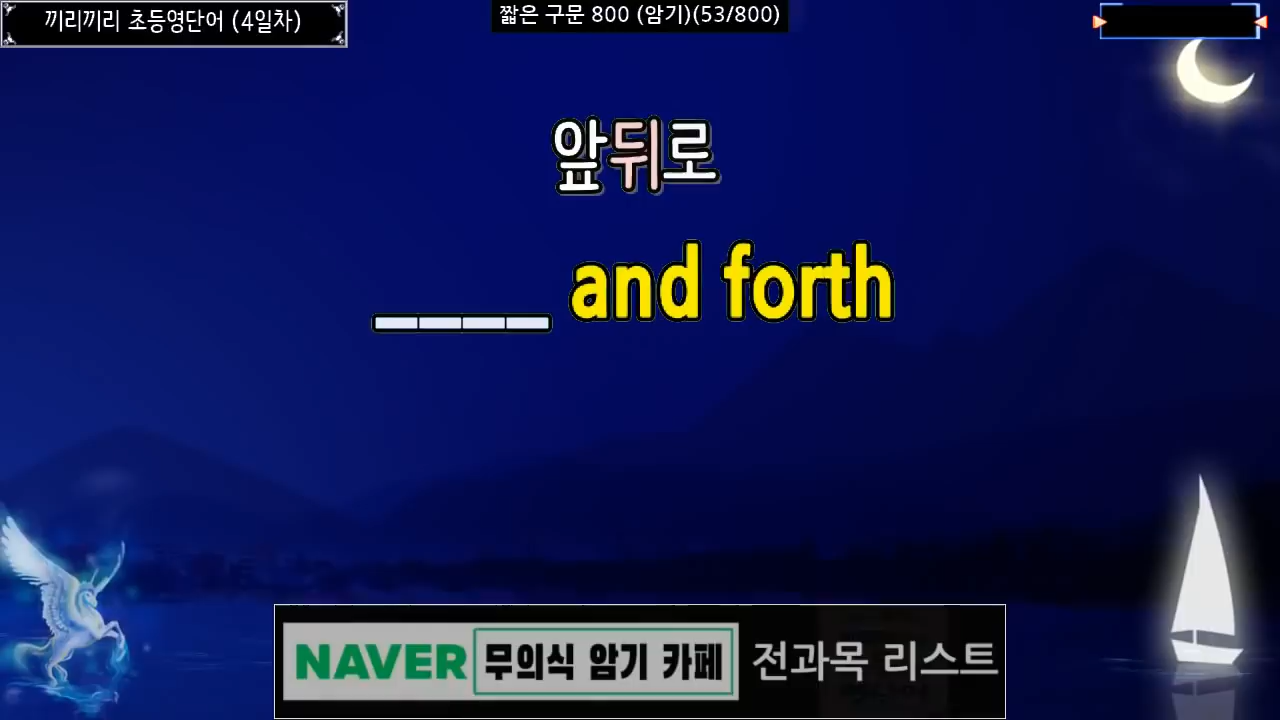 끼리끼리 초등영단어 (4일차)
짧은 구문 800 (암기)(53/800)
앞뒤로
____ and forth
NAVER 무의식 암기 카페 전과목 리스트